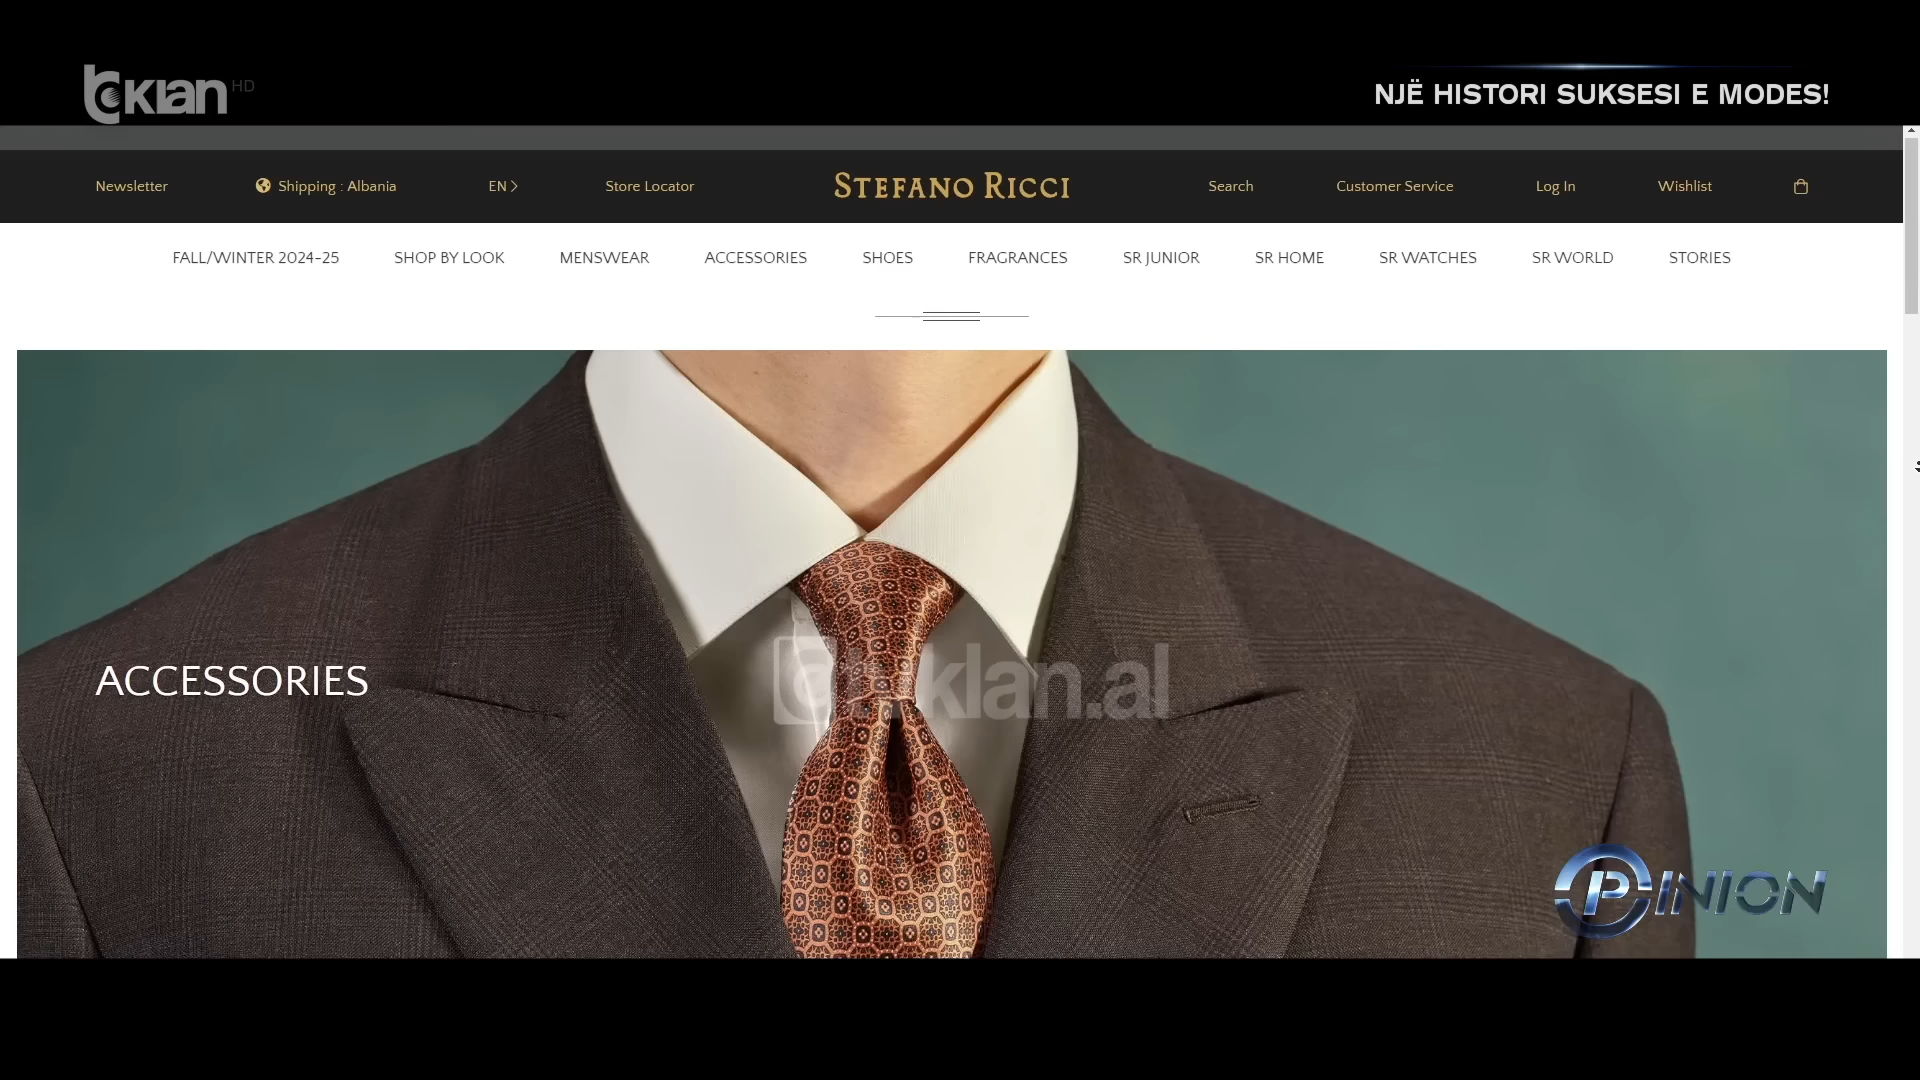 tvklan HD
NJË HISTORI SUKSESI E MODES!
Newsletter
Shipping : Albania
EN
Store Locator
STEFANO RICCI
Search
Customer Service
Log In
Wishlist
FALL/WINTER 2024-25
SHOP BY LOOK
MENSWEAR
ACCESSORIES
SHOES
FRAGRANCES
SR JUNIOR
SR HOME
SR WATCHES
SR WORLD
STORIES
ACCESSORIES
tvklan.al
OPINION